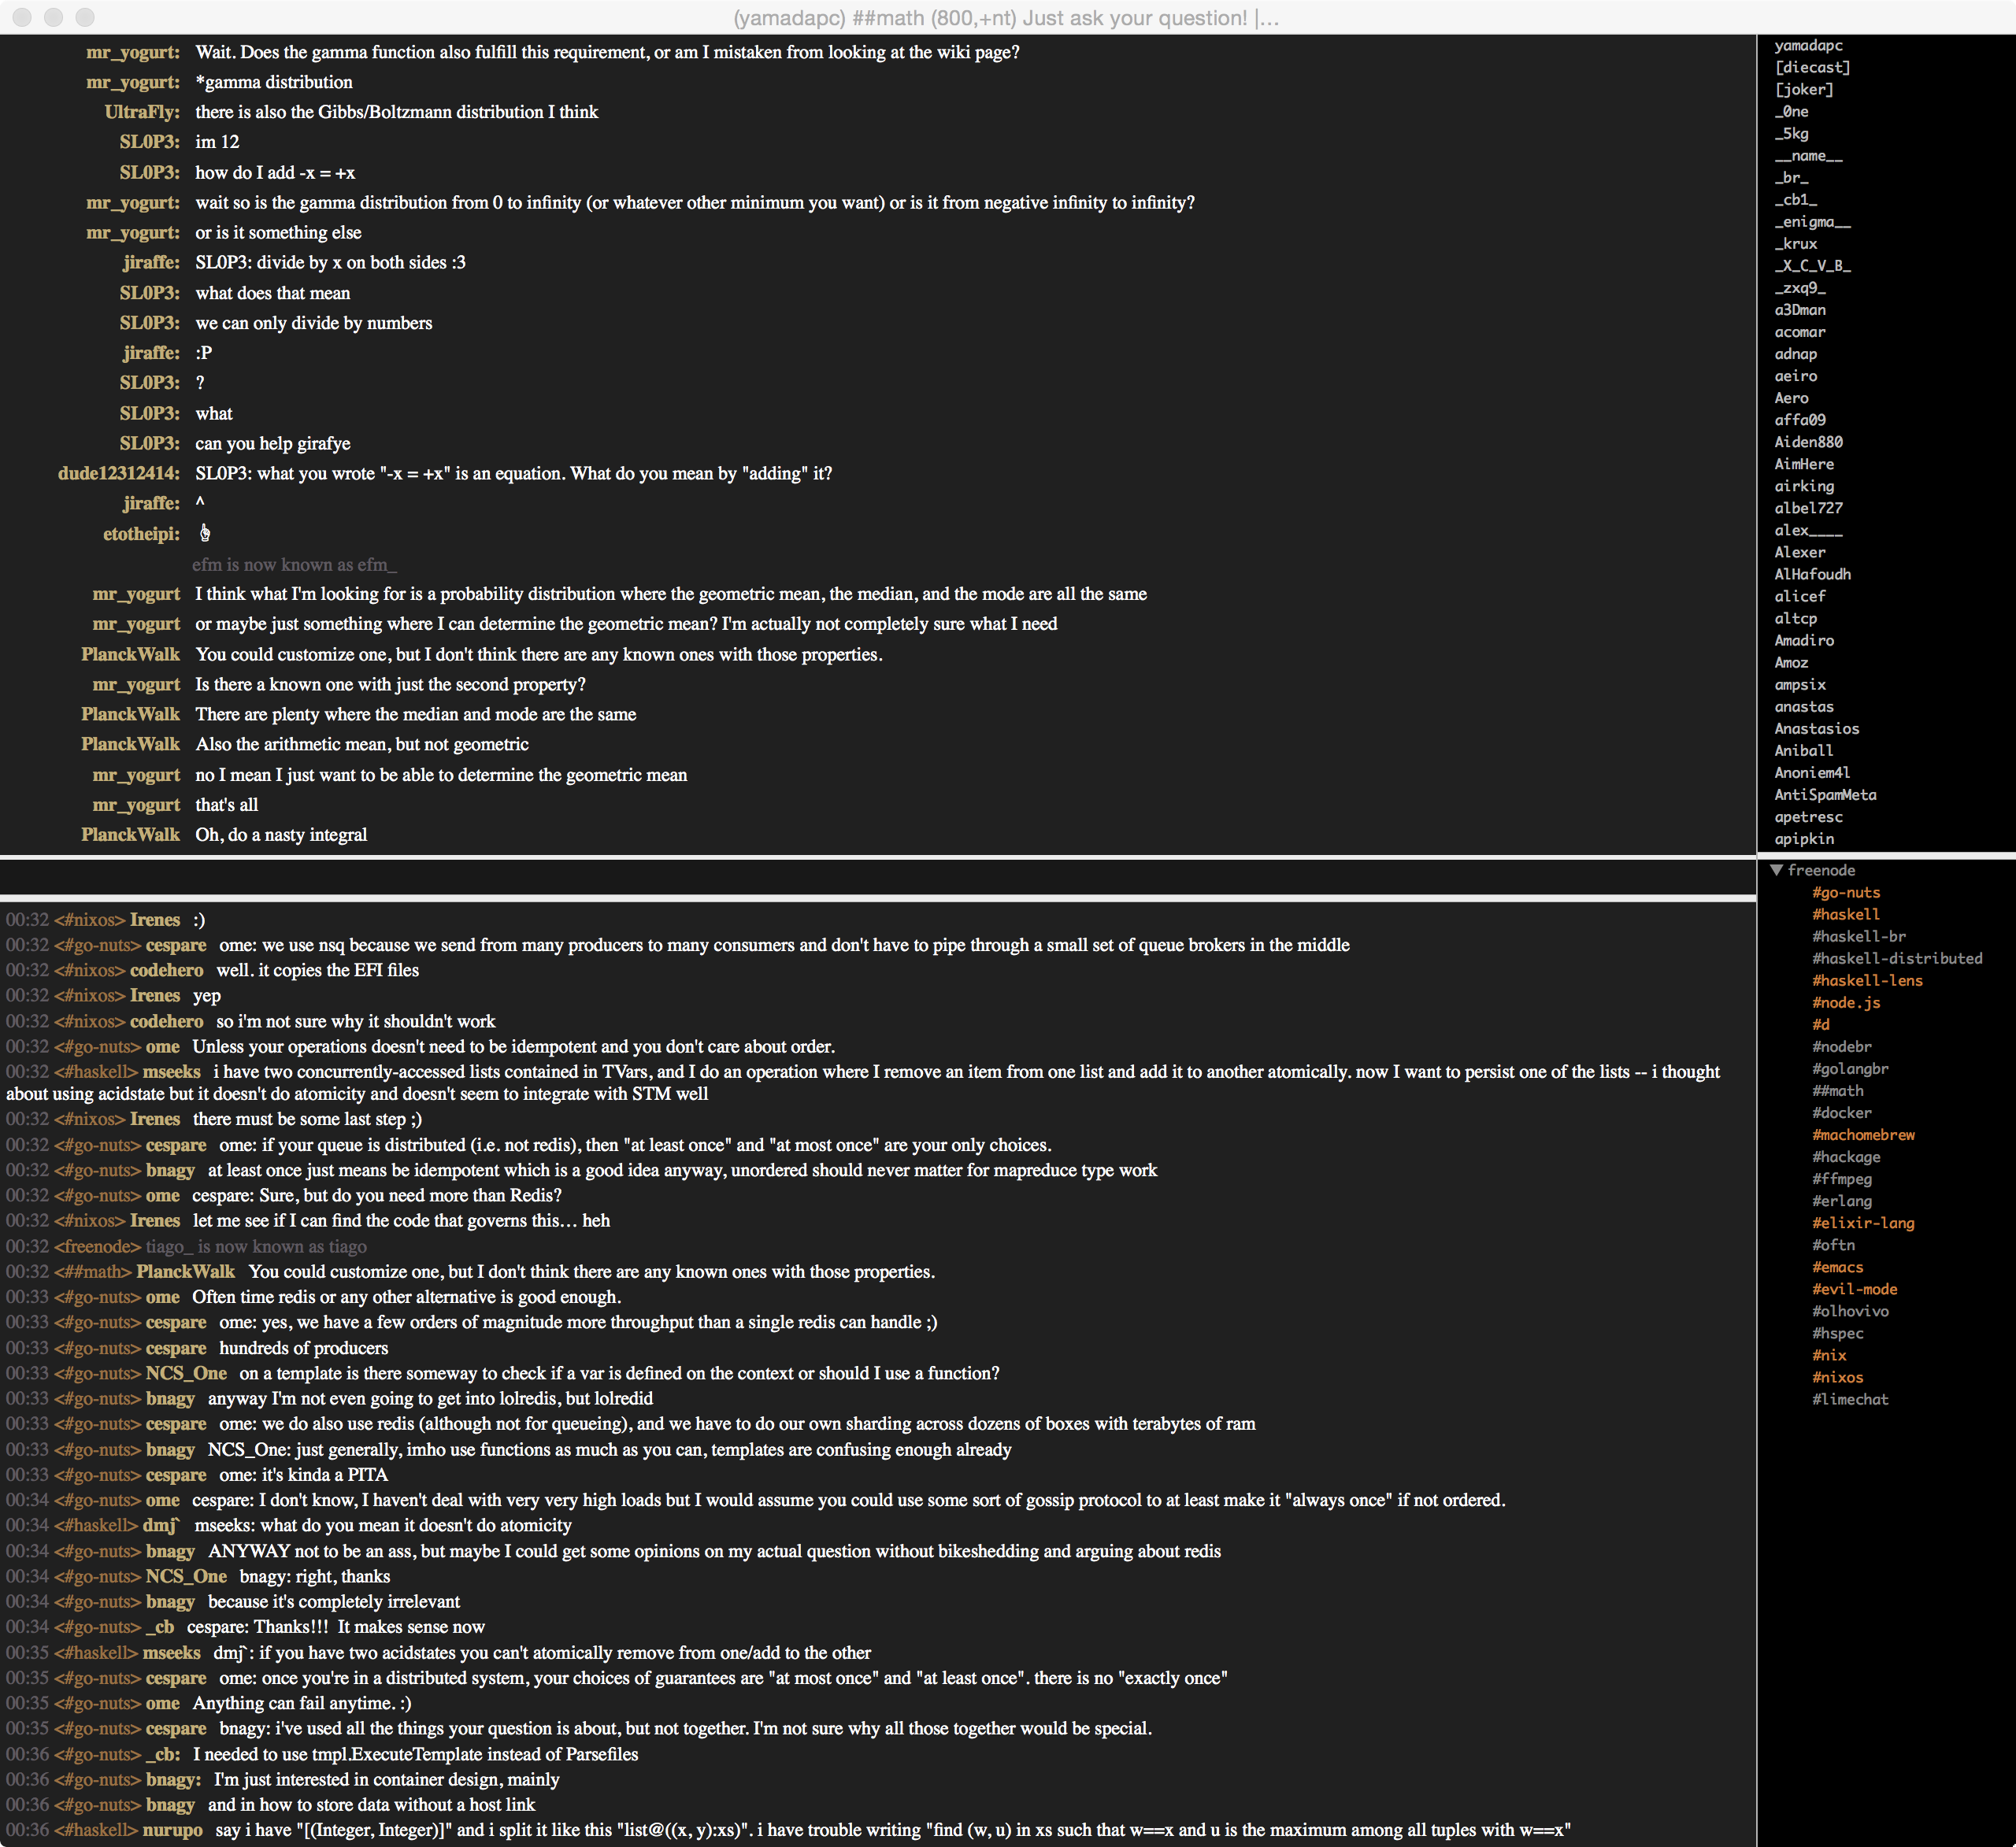 (yamadapc) ##math (800,+nt) Just ask your question! |…
mr_yogurt: Wait. Does the gamma function also fulfill this requirement, or am I mistaken from looking at the wiki page?
mr_yogurt: *gamma distribution
UltraFly: there is also the Gibbs/Boltzmann distribution I think
SL0P3: im 12
SL0P3: how do I add -x = +x
mr_yogurt: wait so is the gamma distribution from 0 to infinity (or whatever other minimum you want) or is it from negative infinity to infinity?
mr_yogurt: or is it something else
jiraffe: SL0P3: divide by x on both sides :3
SL0P3: what does that mean
SL0P3: we can only divide by numbers
jiraffe: :P
SL0P3: ?
SL0P3: what
SL0P3: can you help girafye
dude12312414: SL0P3: what you wrote "-x = +x" is an equation. What do you mean by "adding" it?
jiraffe: ^
etotheipi: ☝
efm is now known as efm_
mr_yogurt I think what I'm looking for is a probability distribution where the geometric mean, the median, and the mode are all the same
mr_yogurt or maybe just something where I can determine the geometric mean? I'm actually not completely sure what I need
PlanckWalk You could customize one, but I don't think there are any known ones with those properties.
mr_yogurt Is there a known one with just the second property?
PlanckWalk There are plenty where the median and mode are the same
PlanckWalk Also the arithmetic mean, but not geometric
mr_yogurt no I mean I just want to be able to determine the geometric mean
mr_yogurt that's all
PlanckWalk Oh, do a nasty integral
yamadapc
[diecast]
[joker]
_0ne
_5kg
__name__
_br_
_cb1_
_enigma__
_krux
_X_C_V_B_
_zxq9_
a3Dman
acomar
adnap
aeiro
Aero
affa09
Aiden880
AimHere
airking
albel727
alex____
Alexer
AlHafoudh
alicef
altcp
Amadiro
Amoz
ampsix
anastas
Anastasios
Aniball
Anoniem4l
AntiSpamMeta
apetresc
apipkin
00:32 <#nixos> Irenes :)
00:32 <#go-nuts> cespare ome: we use nsq because we send from many producers to many consumers and don't have to pipe through a small set of queue brokers in the middle
00:32 <#nixos> codehero well. it copies the EFI files
00:32 <#nixos> Irenes yep
00:32 <#nixos> codehero so i'm not sure why it shouldn't work
00:32 <#go-nuts> ome Unless your operations doesn't need to be idempotent and you don't care about order.
00:32 <#haskell> mseeks i have two concurrently-accessed lists contained in TVars, and I do an operation where I remove an item from one list and add it to another atomically. now I want to persist one of the lists -- i thought
about using acidstate but it doesn't do atomicity and doesn't seem to integrate with STM well
00:32 <#nixos> Irenes there must be some last step ;)
00:32 <#go-nuts> cespare ome: if your queue is distributed (i.e. not redis), then "at least once" and "at most once" are your only choices.
00:32 <#go-nuts> bnagy at least once just means be idempotent which is a good idea anyway, unordered should never matter for mapreduce type work
00:32 <#go-nuts> ome cespare: Sure, but do you need more than Redis?
00:32 <#nixos> Irenes let me see if I can find the code that governs this… heh
00:32 <freenode> tiago_ is now known as tiago
00:32 <##math> PlanckWalk You could customize one, but I don't think there are any known ones with those properties.
00:33 <#go-nuts> ome Often time redis or any other alternative is good enough.
00:33 <#go-nuts> cespare ome: yes, we have a few orders of magnitude more throughput than a single redis can handle ;)
00:33 <#go-nuts> cespare hundreds of producers
00:33 <#go-nuts> NCS_One on a template is there someway to check if a var is defined on the context or should I use a function?
00:33 <#go-nuts> bnagy anyway I'm not even going to get into lolredis, but lolredid
00:33 <#go-nuts> cespare ome: we do also use redis (although not for queueing), and we have to do our own sharding across dozens of boxes with terabytes of ram
00:33 <#go-nuts> bnagy NCS_One: just generally, imho use functions as much as you can, templates are confusing enough already
00:33 <#go-nuts> cespare ome: it's kinda a PITA
00:34 <#go-nuts> ome cespare: I don't know, I haven't deal with very very high loads but I would assume you could use some sort of gossip protocol to at least make it "always once" if not ordered.
00:34 <#haskell> dmj` mseeks: what do you mean it doesn't do atomicity
00:34 <#go-nuts> bnagy ANYWAY not to be an ass, but maybe I could get some opinions on my actual question without bikeshedding and arguing about redis
00:34 <#go-nuts> NCS_One bnagy: right, thanks
00:34 <#go-nuts> bnagy because it's completely irrelevant
00:34 <#go-nuts> _cb cespare: Thanks!!! It makes sense now
00:35 <#haskell> mseeks dmj`: if you have two acidstates you can't atomically remove from one/add to the other
00:35 <#go-nuts> cespare ome: once you're in a distributed system, your choices of guarantees are "at most once" and "at least once". there is no "exactly once"
00:35 <#go-nuts> ome Anything can fail anytime. :)
00:35 <#go-nuts> cespare bnagy: i've used all the things your question is about, but not together. I'm not sure why all those together would be special.
00:36 <#go-nuts> _cb: I needed to use tmpl.ExecuteTemplate instead of Parsefiles
00:36 <#go-nuts> bnagy: I'm just interested in container design, mainly
00:36 <#go-nuts> bnagy and in how to store data without a host link
00:36 <#haskell> nurupo say i have "[(Integer, Integer)]" and i split it like this "list@((x, y):xs)". i have trouble writing "find (w, u) in xs such that w==x and u is the maximum among all tuples with w==x"
freenode
#go-nuts
#haskell
#haskell-br
#haskell-distributed
#haskell-lens
#node.js
#d
#nodebr
#golangbr
##math
#docker
#machomebrew
#hackage
#ffmpeg
#erlang
#elixir-lang
#oftn
#emacs
#evil-mode
#olhovivo
#hspec
#nix
#nixos
#limechat